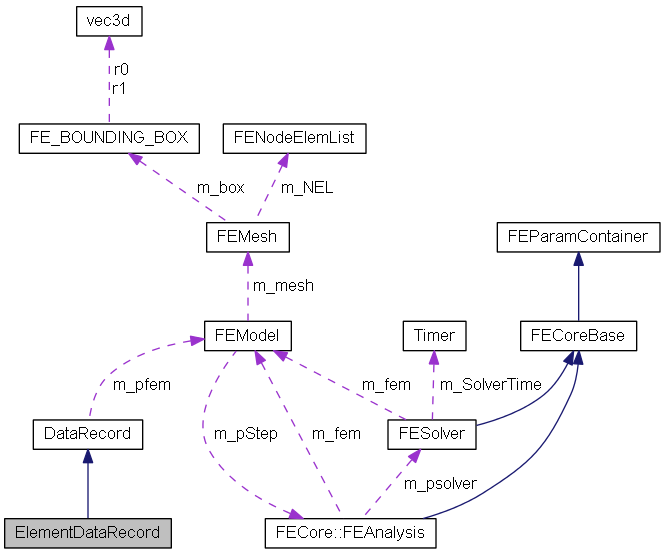 vec3d
r0
r1
FE_BOUNDING_BOX
FENodeElemList
m_box
m_NEL
FEMesh
FEParamContainer
m_mesh
FEModel
Timer
FECoreBase
m_pfem
m_fem
m_SolverTime
DataRecord
m_pStep
m_fem
FESolver
m_psolver
ElementDataRecord
FECore::FEAnalysis